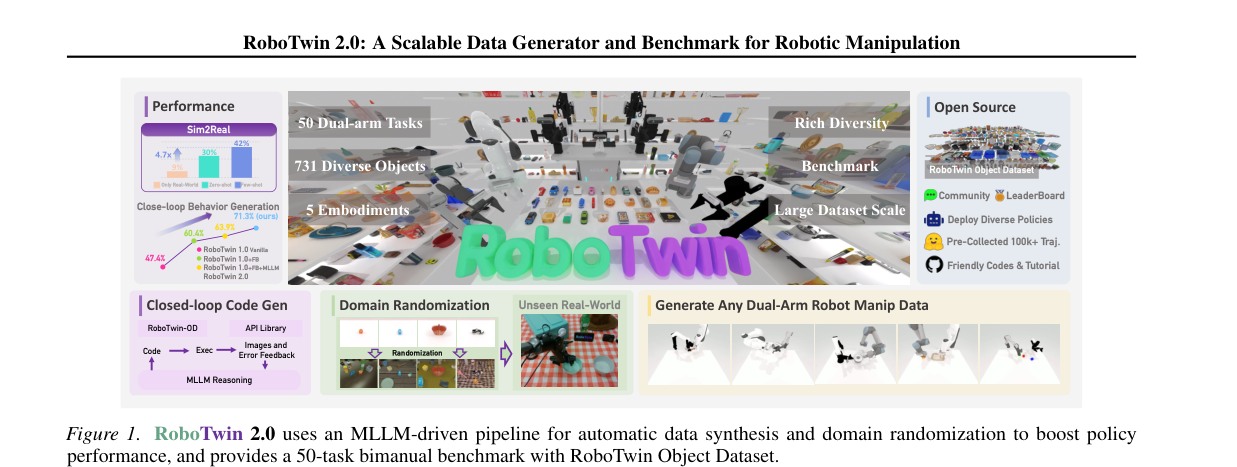 RoboTwin 2.0: A Scalable Data Generator and Benchmark for Robotic Manipulation
Performance
Sim2Real
4.7x
30%
42%
Only Real-World
Zero-shot
Few-shot
Close-loop Behavior Generation
71.3% (ours)
63.9%
60.4%
47.4%
RoboTwin 1.0 Vanilla
RoboTwin 1.0+FB
RoboTwin 1.0+FB+MLLM
RoboTwin 2.0
50 Dual-arm Tasks
731 Diverse Objects
5 Embodiments
Rich Diversity
Benchmark
Large Dataset Scale
RoboTwin
Open Source
RoboTwin Object Dataset
Community
LeaderBoard
Deploy Diverse Policies
Pre-Collected 100k+ Traj.
Friendly Codes & Tutorial
Closed-loop Code Gen
RoboTwin-OD
API Library
Code
Exec
Images and
Error Feedback
MLLM Reasoning
Domain Randomization
Randomization
Unseen Real-World
Generate Any Dual-Arm Robot Manip Data
Figure 1. RoboTwin 2.0 uses an MLLM-driven pipeline for automatic data synthesis and domain randomization to boost policy
performance, and provides a 50-task bimanual benchmark with RoboTwin Object Dataset.